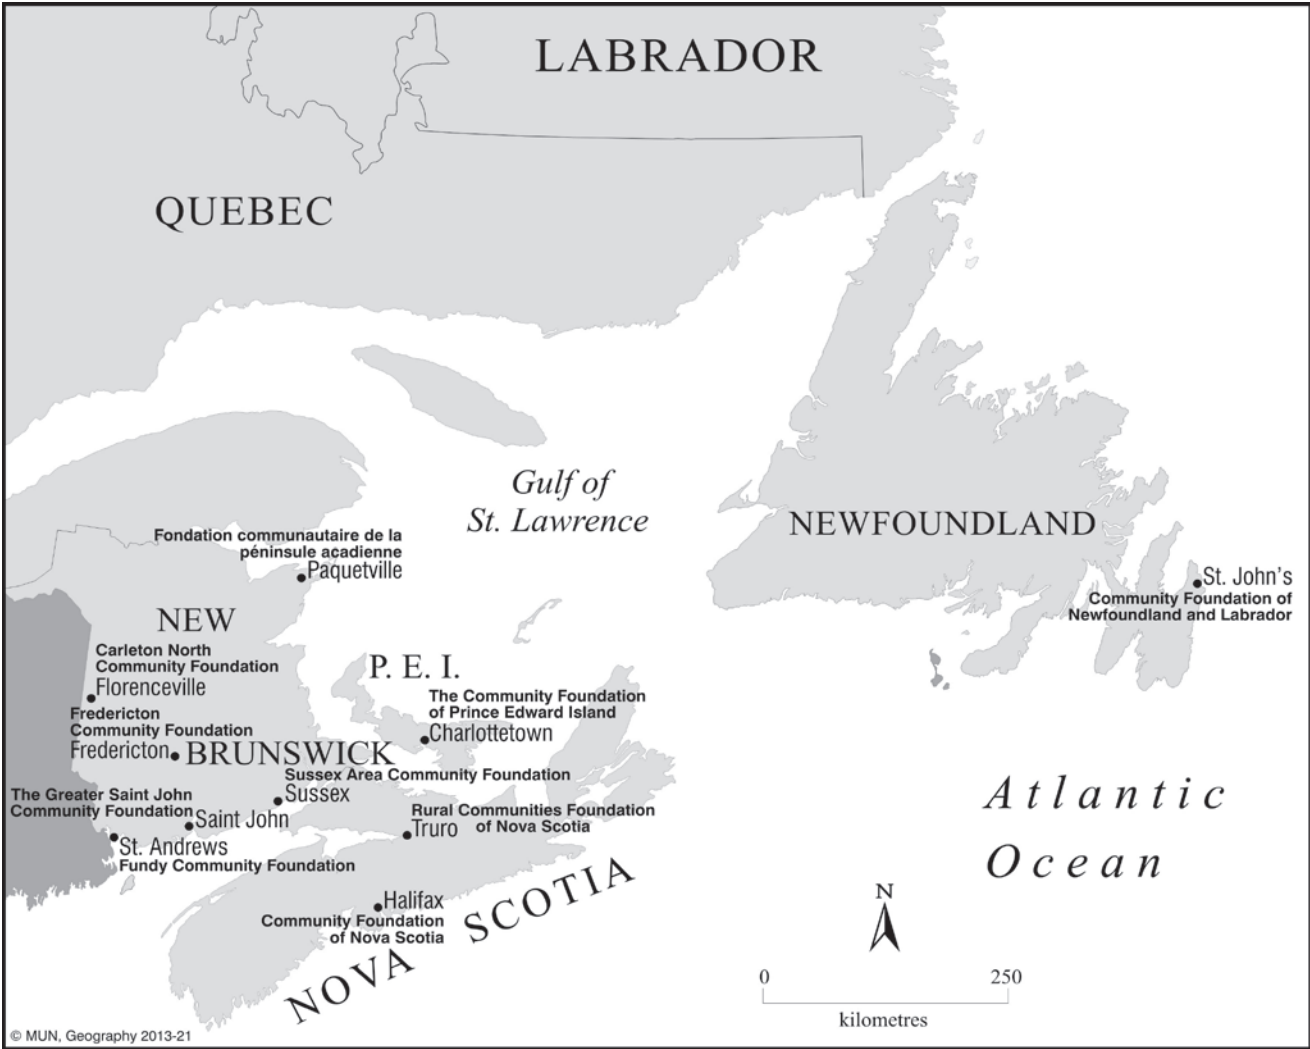 LABRADOR
QUEBEC
Gulf of
St. Lawrence
NEWFOUNDLAND
Fondation communautaire de la
péninsule acadienne
Paquetville
St. John's
Community Foundation of
Newfoundland and Labrador
NEW
BRUNSWICK
Carleton North
Community Foundation
Florenceville
P. E. I.
The Community Foundation
of Prince Edward Island
Charlottetown
Fredericton
Community Foundation
Fredericton
Sussex Area Community Foundation
Sussex
The Greater Saint John
Community Foundation
Saint John
Rural Communities Foundation
of Nova Scotia
Truro
St. Andrews
Fundy Community Foundation
Atlantic
Ocean
Halifax
Community Foundation
of Nova Scotia
NOVA SCOTIA
N
0 250
kilometres
© MUN, Geography 2013-21